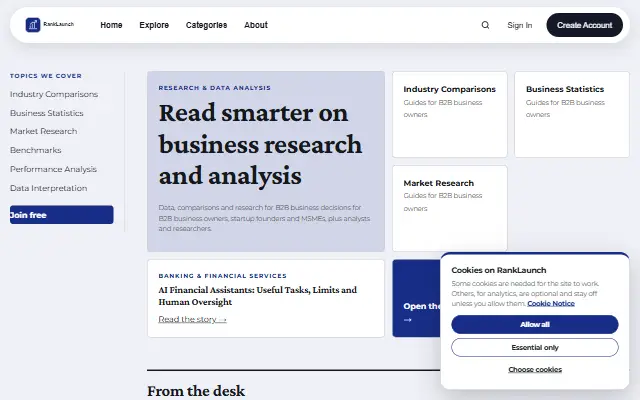 RankLaunch
Home
Explore
Categories
About
Sign In
Create Account
TOPICS WE COVER
Industry Comparisons
Business Statistics
Market Research
Benchmarks
Performance Analysis
Data Interpretation
Join free
RESEARCH & DATA ANALYSIS
Read smarter on
business research
and analysis
Data, comparisons and research for B2B business decisions for
B2B business owners, startup founders and MSMEs, plus analysts
and researchers.
Industry Comparisons
Guides for B2B business
owners
Business Statistics
Guides for B2B business
owners
Market Research
Guides for B2B business
owners
BANKING & FINANCIAL SERVICES
AI Financial Assistants: Useful Tasks, Limits and
Human Oversight
Read the story →
Open the
→
Cookies on RankLaunch
Some cookies are needed for the site to work.
Others, for analytics, are optional and stay off
unless you allow them. Cookie Notice
Allow all
Essential only
Choose cookies
From the desk